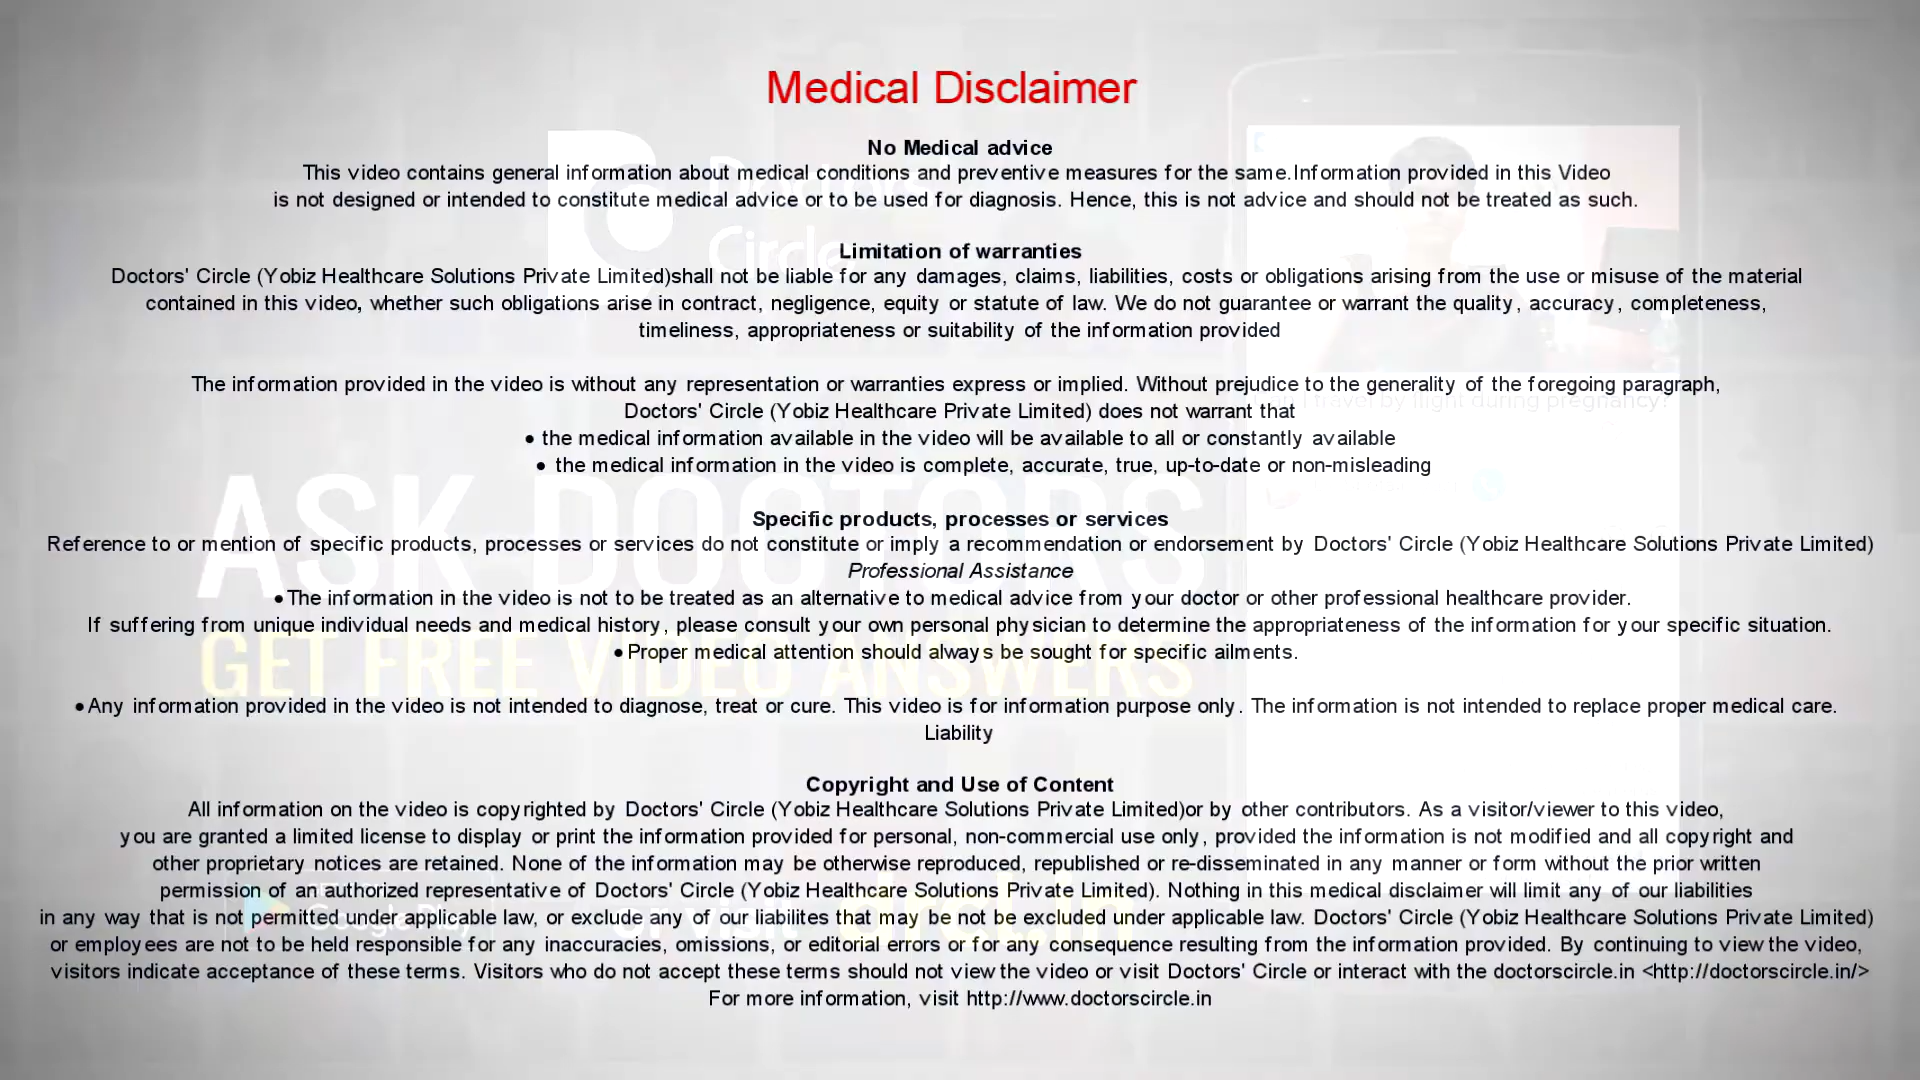 Medical Disclaimer
No Medical advice
This video contains general information about medical conditions and preventive measures for the same.Information provided in this Video
is not designed or intended to constitute medical advice or to be used for diagnosis. Hence, this is not advice and should not be treated as such.
Limitation of warranties
Doctors' Circle (Yobiz Healthcare Solutions Private Limited)shall not be liable for any damages, claims, liabilities, costs or obligations arising from the use or misuse of the material
contained in this video, whether such obligations arise in contract, negligence, equity or statute of law. We do not guarantee or warrant the quality, accuracy, completeness,
timeliness, appropriateness or suitability of the information provided
The information provided in the video is without any representation or warranties express or implied. Without prejudice to the generality of the foregoing paragraph,
Doctors' Circle (Yobiz Healthcare Private Limited) does not warrant that
• the medical information available in the video will be available to all or constantly available
• the medical information in the video is complete, accurate, true, up-to-date or non-misleading
Specific products, processes or services
Reference to or mention of specific products, processes or services do not constitute or imply a recommendation or endorsement by Doctors' Circle (Yobiz Healthcare Solutions Private Limited)
Professional Assistance
•The information in the video is not to be treated as an alternative to medical advice from your doctor or other professional healthcare provider.
If suffering from unique individual needs and medical history, please consult your own personal physician to determine the appropriateness of the information for your specific situation.
•Proper medical attention should always be sought for specific ailments.
•Any information provided in the video is not intended to diagnose, treat or cure. This video is for information purpose only. The information is not intended to replace proper medical care.
Liability
Copyright and Use of Content
All information on the video is copyrighted by Doctors' Circle (Yobiz Healthcare Solutions Private Limited)or by other contributors. As a visitor/viewer to this video,
you are granted a limited license to display or print the information provided for personal, non-commercial use only, provided the information is not modified and all copyright and
other proprietary notices are retained. None of the information may be otherwise reproduced, republished or re-disseminated in any manner or form without the prior written
permission of an authorized representative of Doctors' Circle (Yobiz Healthcare Solutions Private Limited). Nothing in this medical disclaimer will limit any of our liabilities
in any way that is not permitted under applicable law, or exclude any of our liabilites that may be not be excluded under applicable law. Doctors' Circle (Yobiz Healthcare Solutions Private Limited)
or employees are not to be held responsible for any inaccuracies, omissions, or editorial errors or for any consequence resulting from the information provided. By continuing to view the video,
visitors indicate acceptance of these terms. Visitors who do not accept these terms should not view the video or visit Doctors' Circle or interact with the doctorscircle.in <http://doctorscircle.in/>
For more information, visit http://www.doctorscircle.in
Doctors'
Circle
Can I travel by flight during pregnancy?
ASK DOCTORS
GET FREE VIDEO ANSWERS
Google Play
or visit drcl.in